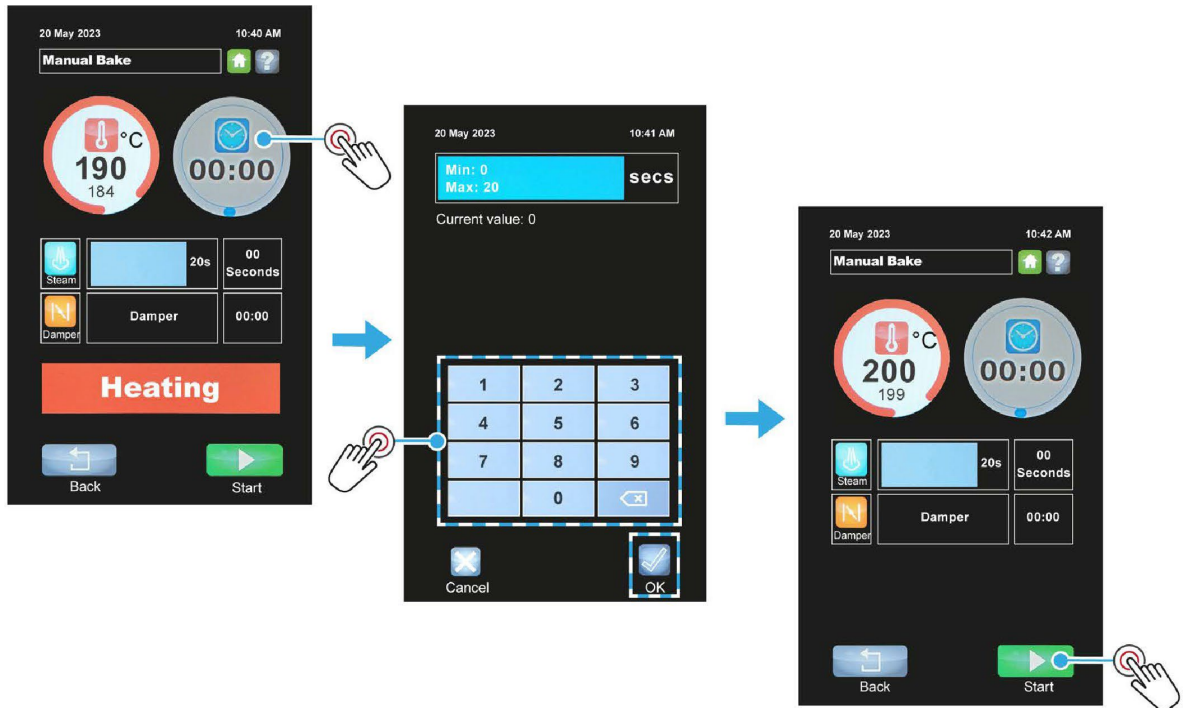 20 May 2023 10:40 AM
Manual Bake
°C
190
184
00:00
Steam
20s
00
Seconds
Damper
Damper
00:00
Heating
Back
Start
20 May 2023 10:41 AM
Min: 0
Max: 20
secs
Current value: 0
1 2 3
4 5 6
7 8 9
0
Cancel
OK
20 May 2023 10:42 AM
Manual Bake
°C
200
199
00:00
Steam
20s
00
Seconds
Damper
Damper
00:00
Back
Start